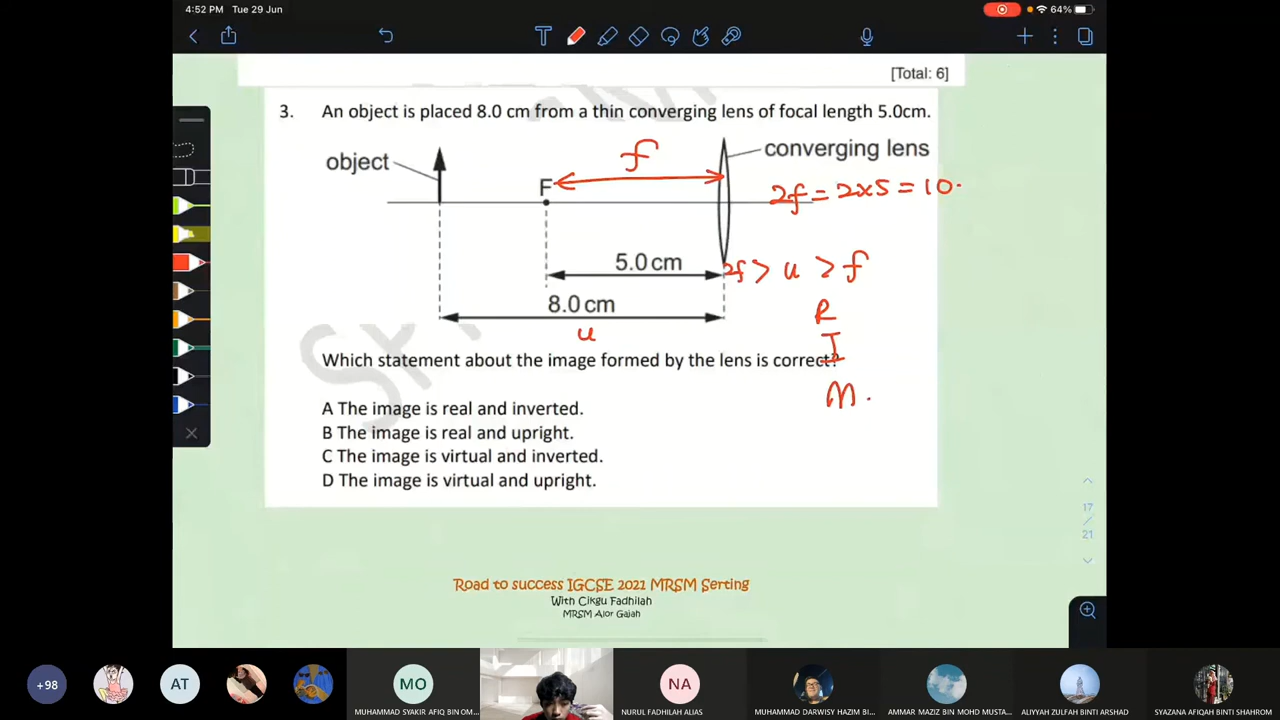 4:52 PM Tue 29 Jun
64%
[Total: 6]
3. An object is placed 8.0 cm from a thin converging lens of focal length 5.0cm.
object
f
converging lens
F
2f = 2x5 = 10.
5.0 cm
2f > u > f
8.0 cm
R
u
I
Which statement about the image formed by the lens is correct?
M.
A The image is real and inverted.
B The image is real and upright.
C The image is virtual and inverted.
D The image is virtual and upright.
17
/
21
Road to success IGCSE 2021 MRSM Serting
With Cikgu Fadhilah
MRSM Alor Gajah
+98
AT
MO
NA
MUHAMMAD SYAKIR AFIQ BIN OM...
NURUL FADHILAH ALIAS
MUHAMMAD DARWISY HAZIM BI...
AMMAR MAZIZ BIN MOHD MUSTA...
ALIYYAH ZULFAH BINTI ARSHAD
SYAZANA AFIQAH BINTI SHAHROM